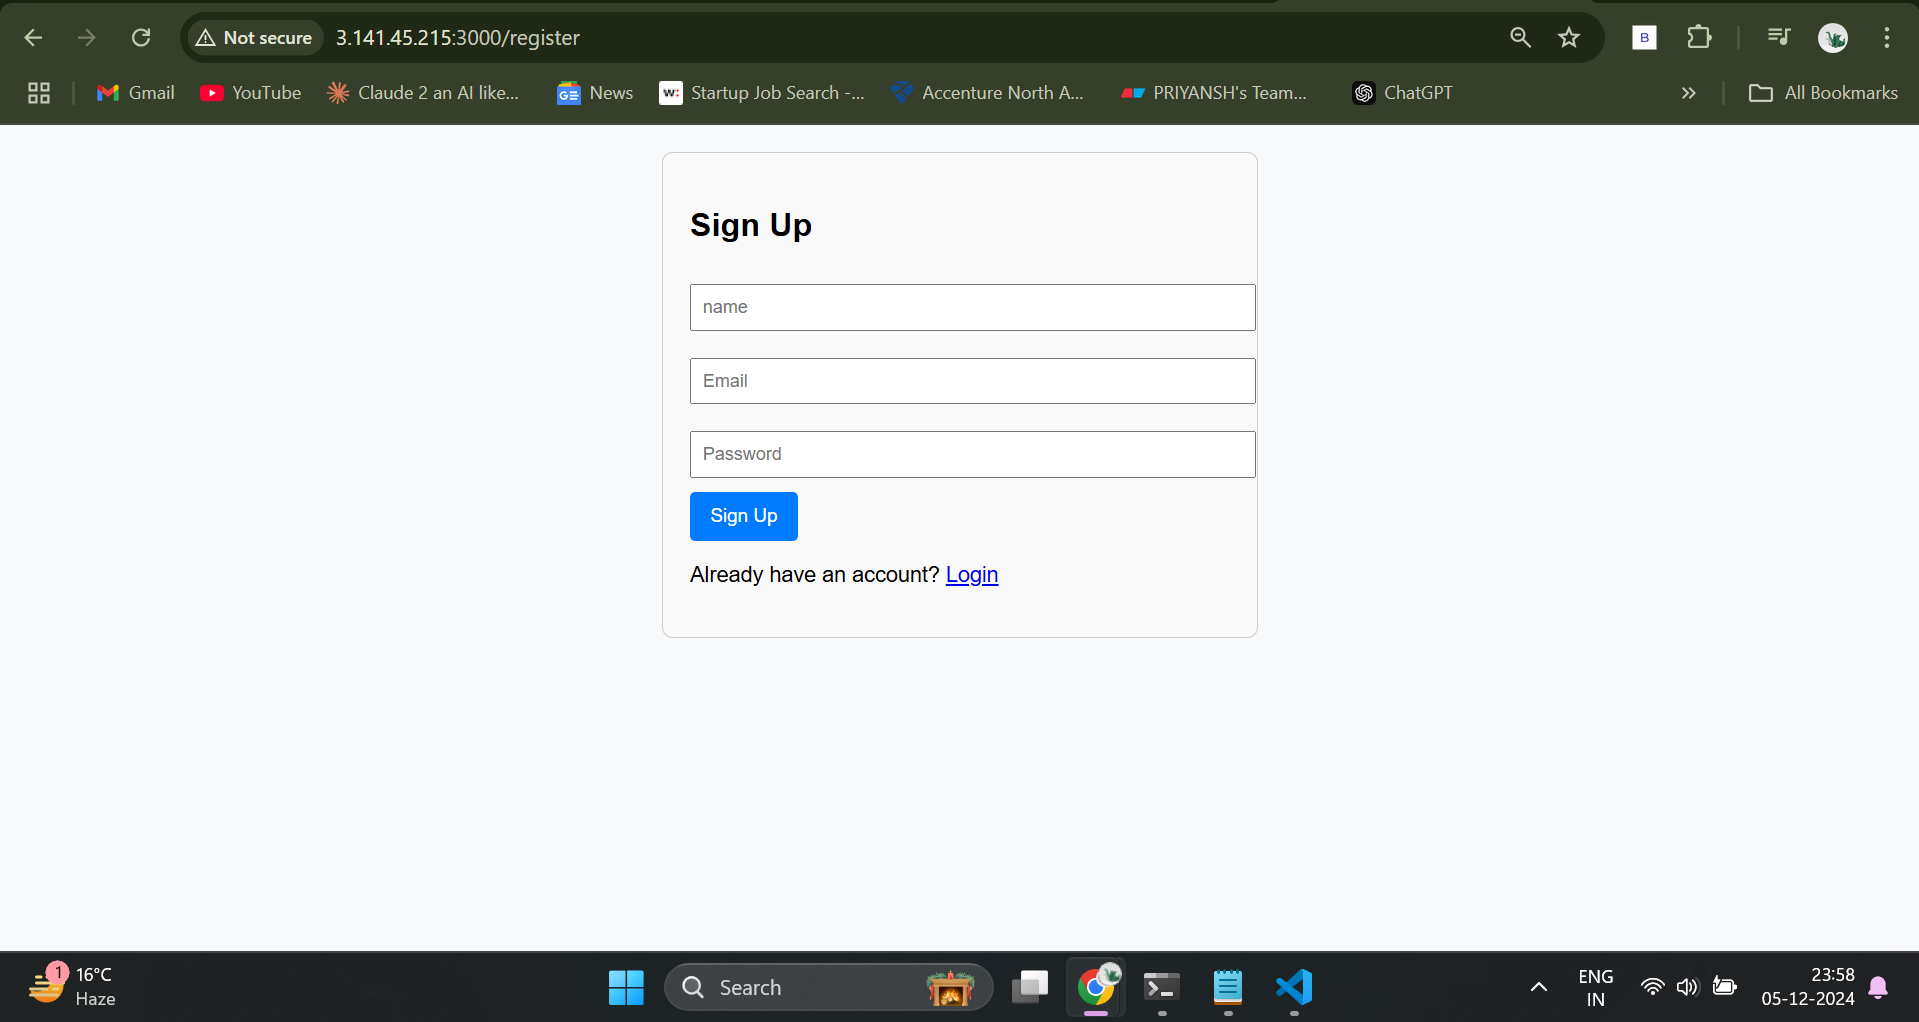 Not secure 3.141.45.215:3000/register B
Gmail YouTube Claude 2 an AI like... News w: Startup Job Search -... Accenture North A... PRIYANSH's Team... ChatGPT » All Bookmarks
Sign Up
name
Email
Password
Sign Up
Already have an account? Login
1 16°C
Haze
Search
ENG
IN
23:58
05-12-2024